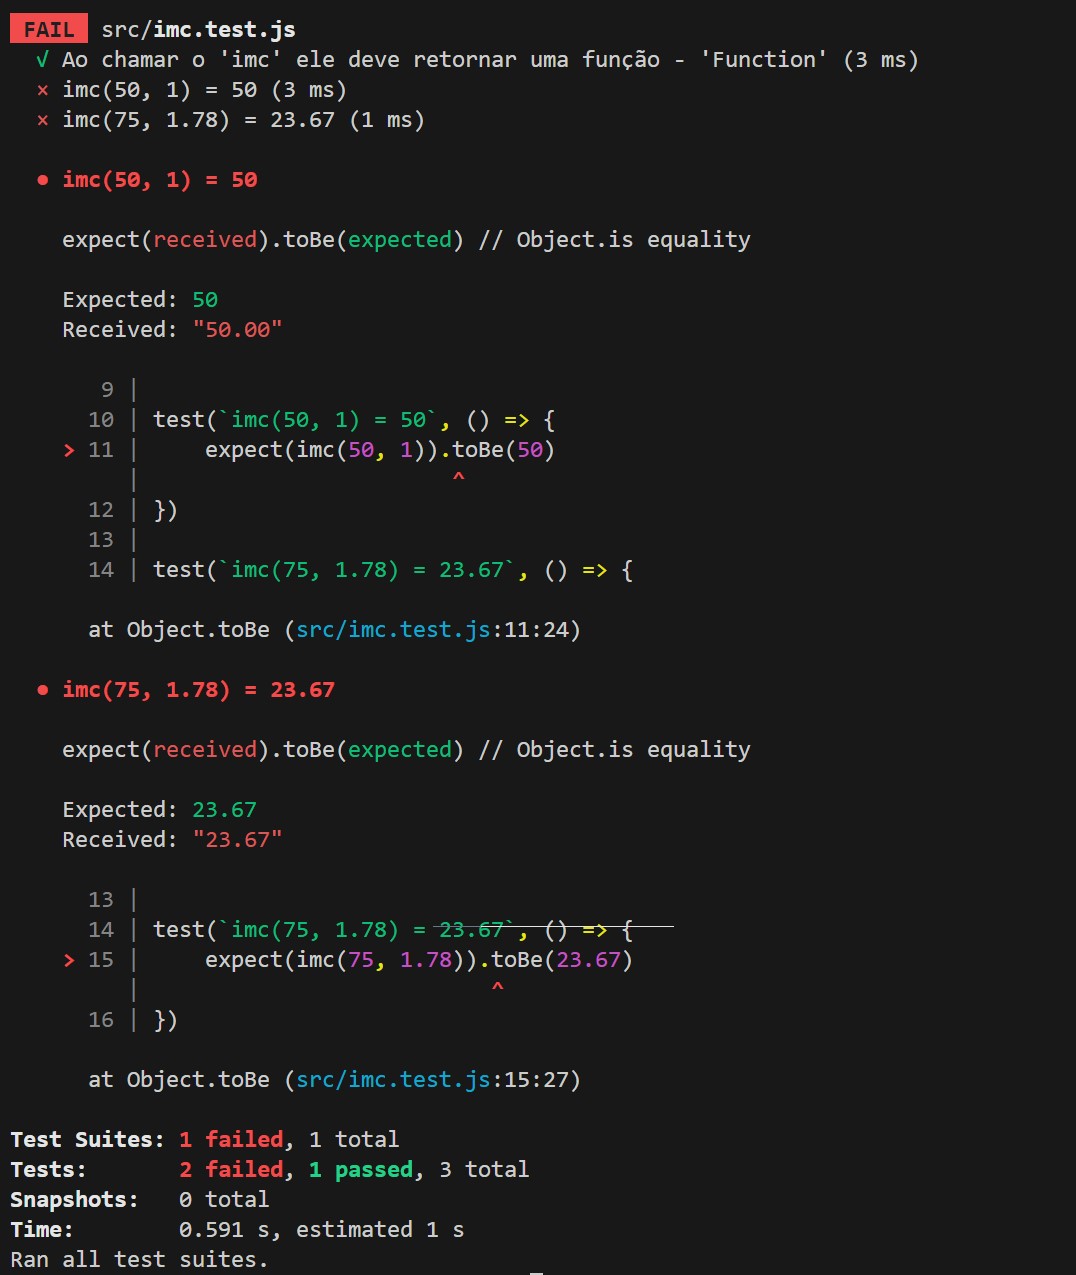 FAIL src/imc.test.js
√ Ao chamar o 'imc' ele deve retornar uma função - 'Function' (3 ms)
× imc(50, 1) = 50 (3 ms)
× imc(75, 1.78) = 23.67 (1 ms)
● imc(50, 1) = 50
expect(received).toBe(expected) // Object.is equality
Expected: 50
Received: "50.00"
9 |
10 | test(`imc(50, 1) = 50`, () => {
> 11 |     expect(imc(50, 1)).toBe(50)
|                        ^
12 | })
13 |
14 | test(`imc(75, 1.78) = 23.67`, () => {
at Object.toBe (src/imc.test.js:11:24)
● imc(75, 1.78) = 23.67
expect(received).toBe(expected) // Object.is equality
Expected: 23.67
Received: "23.67"
13 |
14 | test(`imc(75, 1.78) = 23.67`, () => {
> 15 |     expect(imc(75, 1.78)).toBe(23.67)
|                           ^
16 | })
at Object.toBe (src/imc.test.js:15:27)
Test Suites: 1 failed, 1 total
Tests:       2 failed, 1 passed, 3 total
Snapshots:   0 total
Time:        0.591 s, estimated 1 s
Ran all test suites.